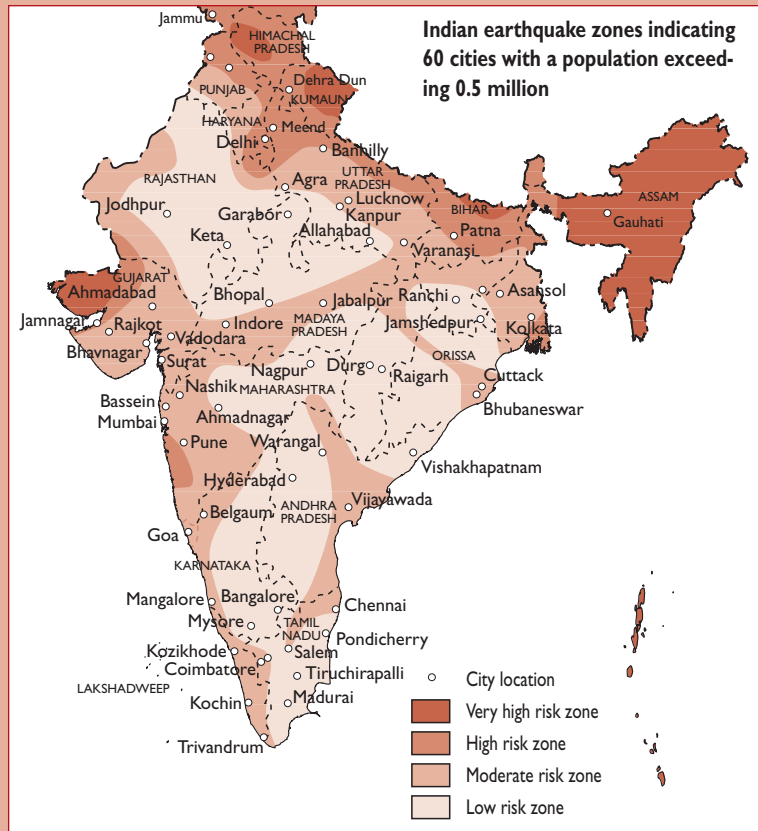 Indian earthquake zones indicating
60 cities with a population exceed-
ing 0.5 million
Jammu
HIMACHAL
PRADESH
Dehra Dun
PUNJAB
KUMAUN
HARYANA
Meend
Delhi
Banhilly
RAJASTHAN
Agra
UTTAR
PRADESH
Lucknow
Jodhpur
Garabor
Kanpur
BIHAR
ASSAM
Gauhati
Keta
Allahabad
Patna
Varanasi
GUJARAT
Ahmadabad
Bhopal
Jabalpur
Ranchi
Asansol
Jamnagar
Rajkot
Indore
MADAYA
PRADESH
Jamshedpur
Kolkata
Bhavnagar
Vadodara
ORISSA
Surat
Nagpur
Durg
Raigarh
Cuttack
Nashik
MAHARASHTRA
Bhubaneswar
Bassein
Ahmadnagar
Mumbai
Pune
Warangal
Vishakhapatnam
Hyderabad
Belgaum
ANDHRA
PRADESH
Vijayawada
Goa
KARNATAKA
Mangalore
Bangalore
Chennai
Mysore
TAMIL
NADU
Pondicherry
Kozikhode
Salem
Coimbatore
Tiruchirapalli
LAKSHADWEEP
Kochin
Madurai
Trivandrum
City location
Very high risk zone
High risk zone
Moderate risk zone
Low risk zone